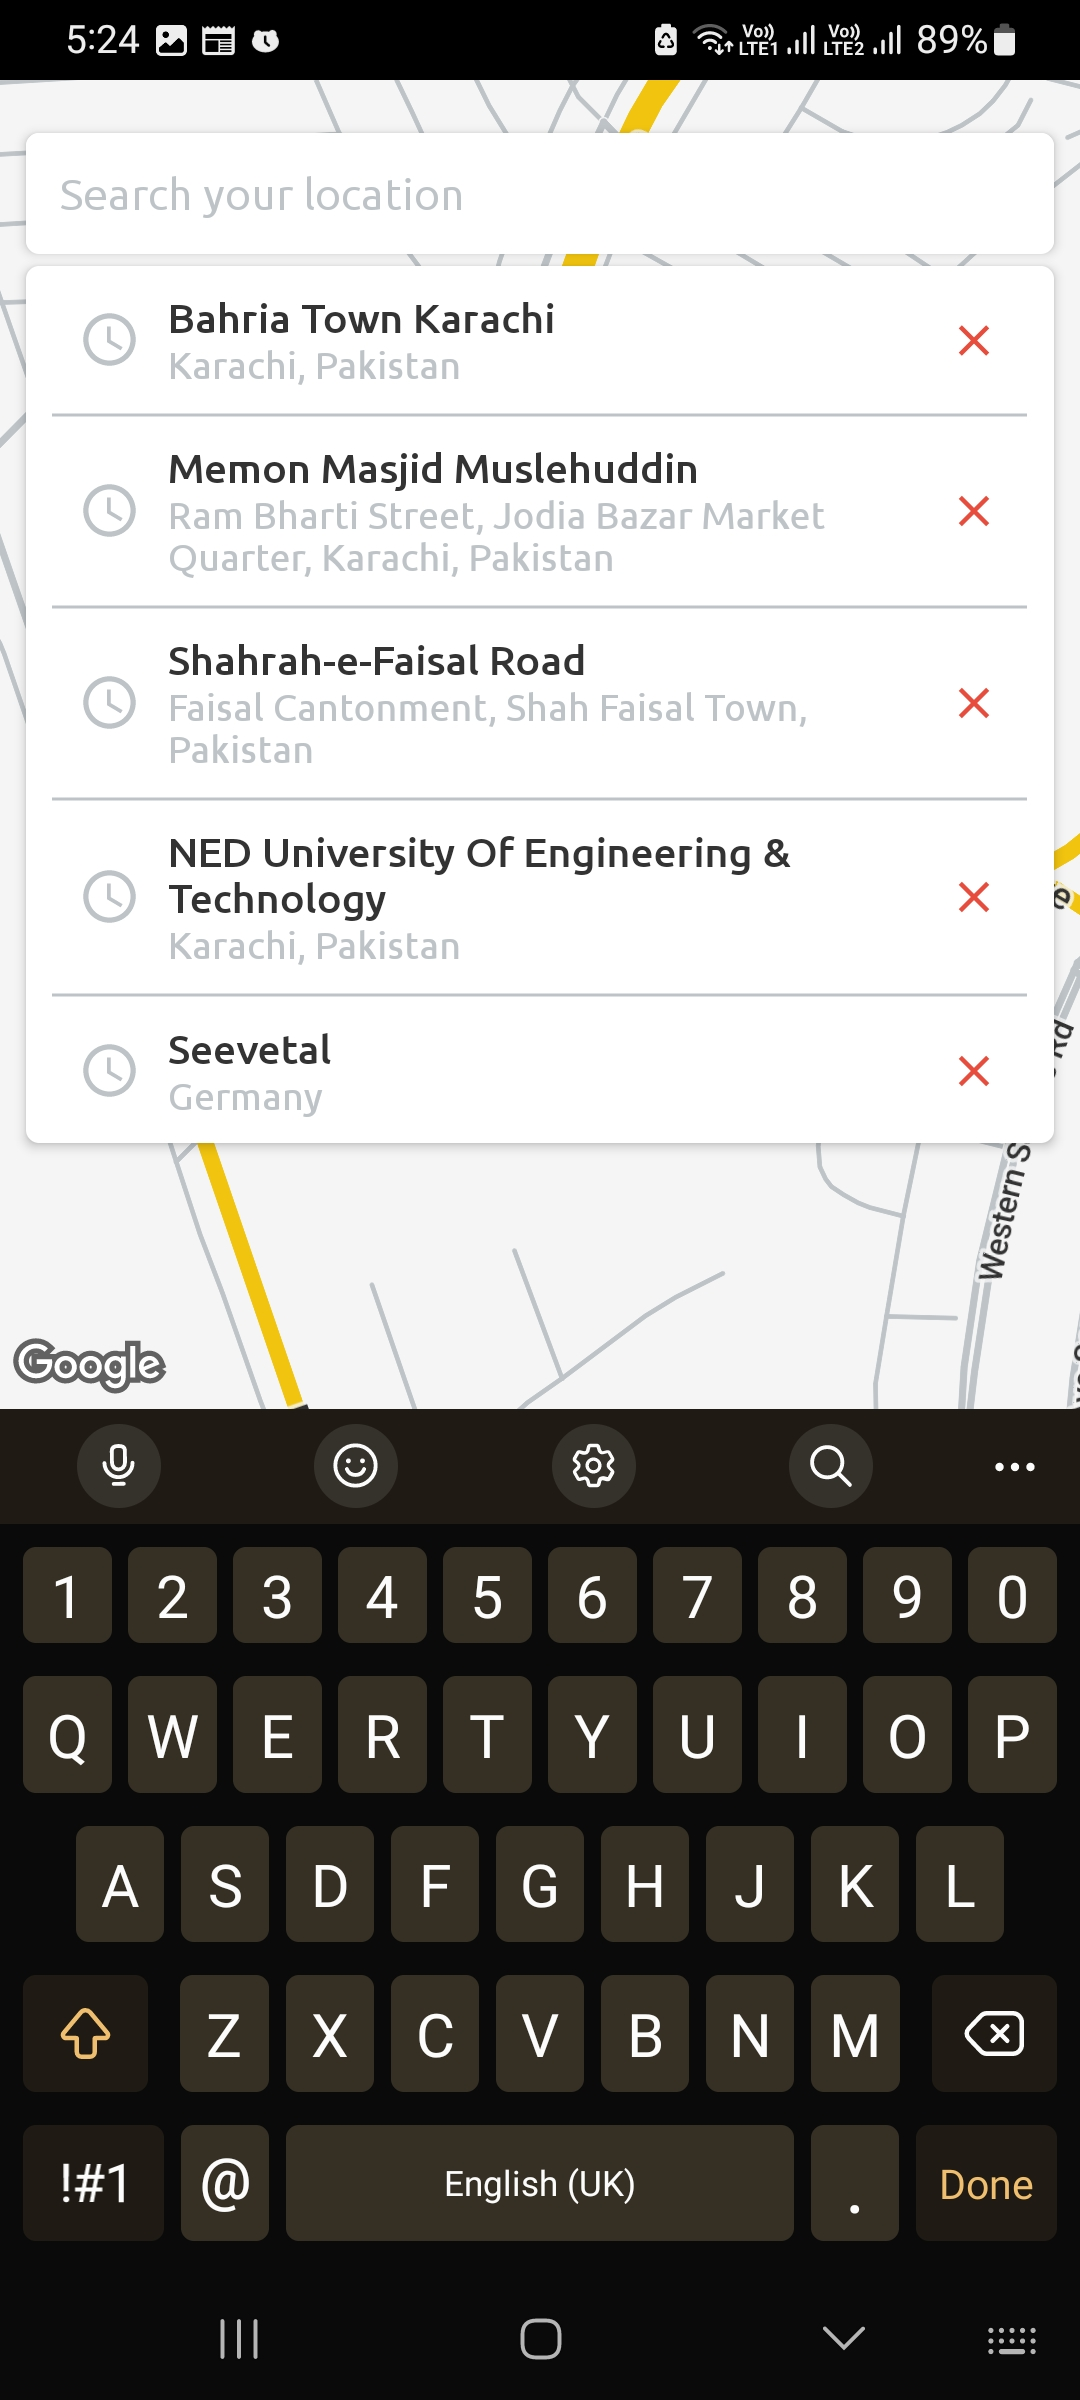 5:24
Vo)) LTE1 Vo)) LTE2 89%
Search your location
Bahria Town Karachi
Karachi, Pakistan
Memon Masjid Muslehuddin
Ram Bharti Street, Jodia Bazar Market
Quarter, Karachi, Pakistan
Shahrah-e-Faisal Road
Faisal Cantonment, Shah Faisal Town,
Pakistan
NED University Of Engineering &
Technology
Karachi, Pakistan
Seevetal
Germany
Rd
Western S
Google
1 2 3 4 5 6 7 8 9 0
Q W E R T Y U I O P
A S D F G H J K L
Z X C V B N M
!#1 @ English (UK) . Done